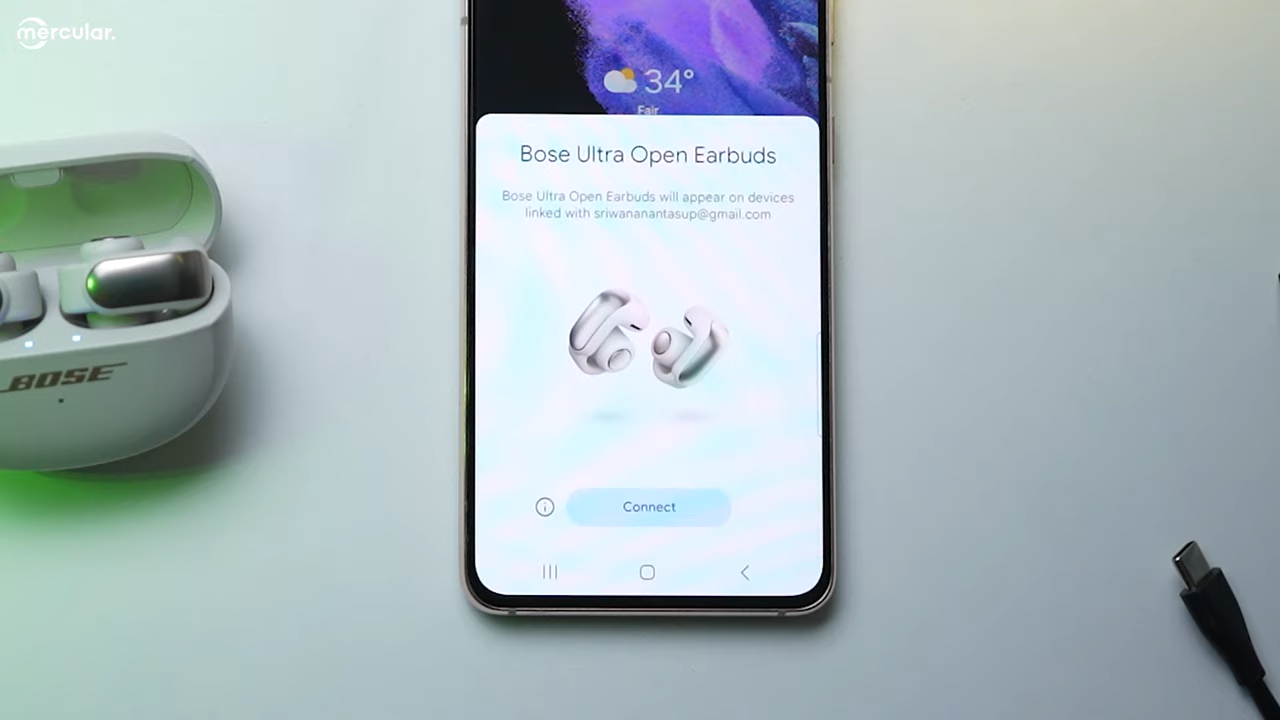 mercular.
34°
Fair
Bose Ultra Open Earbuds
Bose Ultra Open Earbuds will appear on devices
linked with sriwananantasup@gmail.com
BOSE
Connect